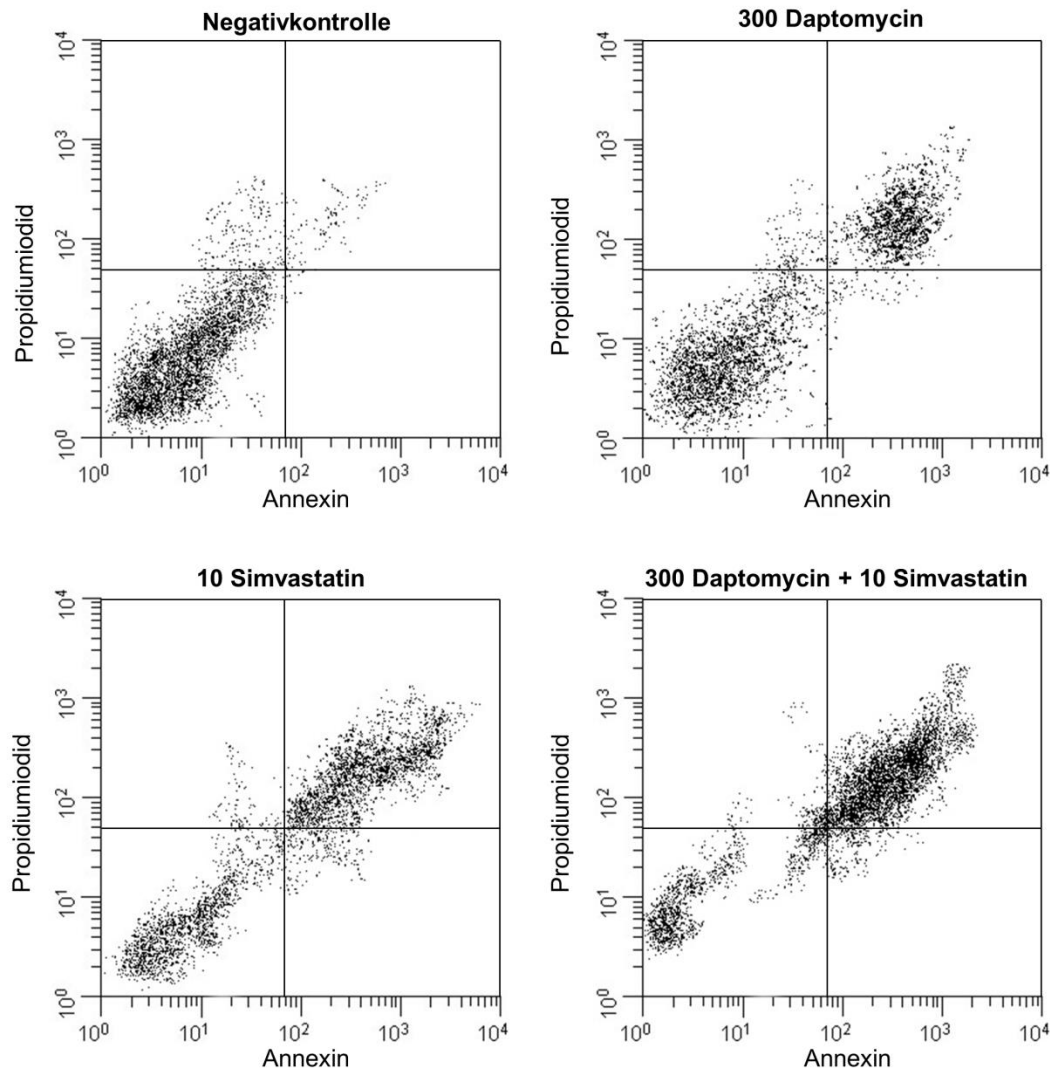 Negativkontrolle
10⁴
10³
10²
10¹
10⁰
Propidiumiodid
10⁰ 10¹ 10² 10³ 10⁴
Annexin
300 Daptomycin
10⁴
10³
10²
10¹
10⁰
Propidiumiodid
10⁰ 10¹ 10² 10³ 10⁴
Annexin
10 Simvastatin
10⁴
10³
10²
10¹
10⁰
Propidiumiodid
10⁰ 10¹ 10² 10³ 10⁴
Annexin
300 Daptomycin + 10 Simvastatin
10⁴
10³
10²
10¹
10⁰
Propidiumiodid
10⁰ 10¹ 10² 10³ 10⁴
Annexin